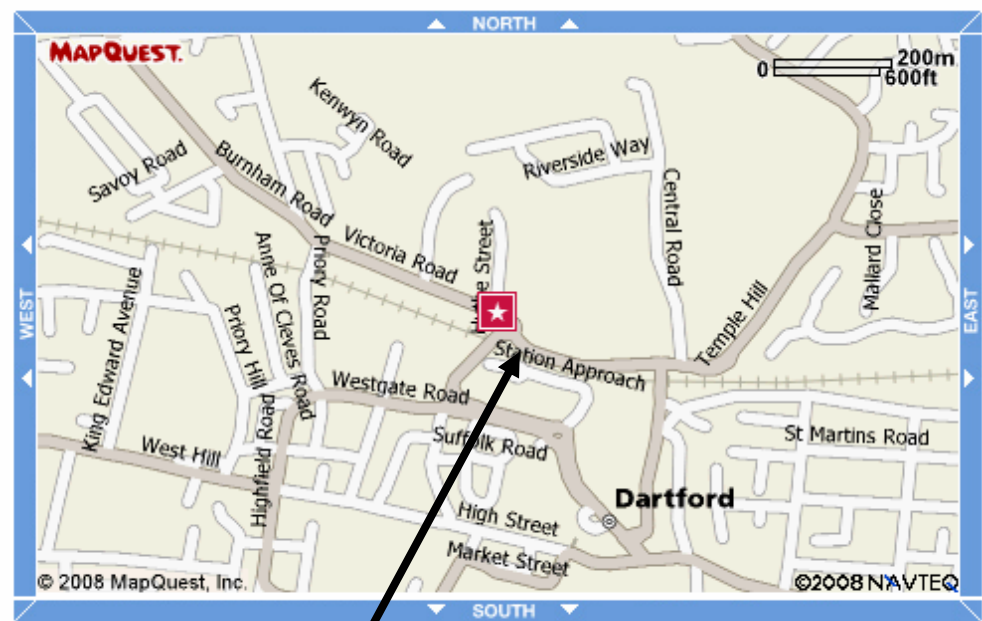 NORTH
MAPQUEST.
200m
0
600ft
Kenwyn Road
Savoy Road
Burnham Road
Riverside Way
Central Road
Mallard Close
Victoria Road
Street
Anne Of Cleves Road
Priory Road
King Edward Avenue
Priory Hill
Temple Hill
WEST
EAST
Station Approach
Westgate Road
Highfield Road
West Hill
Suffolk Road
St Martins Road
Dartford
High Street
Market Street
© 2008 MapQuest, Inc.
©2008 NAVTEQ
SOUTH